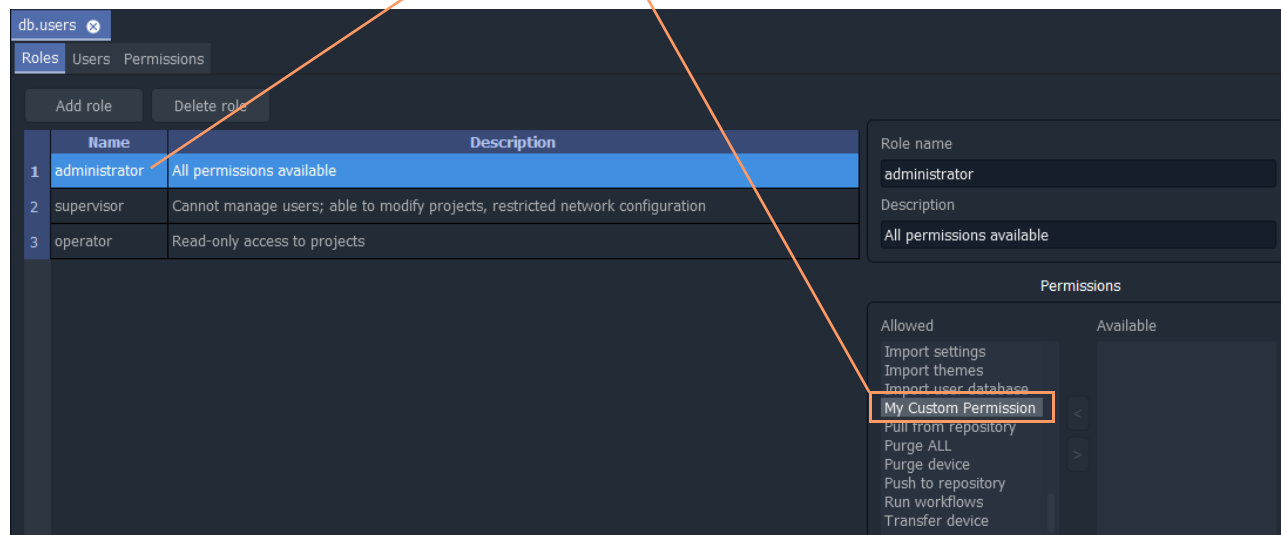 db.users
Roles Users Permissions
Add role Delete role
Name Description
1 administrator All permissions available
2 supervisor Cannot manage users; able to modify projects, restricted network configuration
3 operator Read-only access to projects
Role name
administrator
Description
All permissions available
Permissions
Allowed Available
Import settings
Import themes
Import user database
My Custom Permission
<
Pull from repository
Purge ALL
>
Purge device
Push to repository
Run workflows
Transfer device